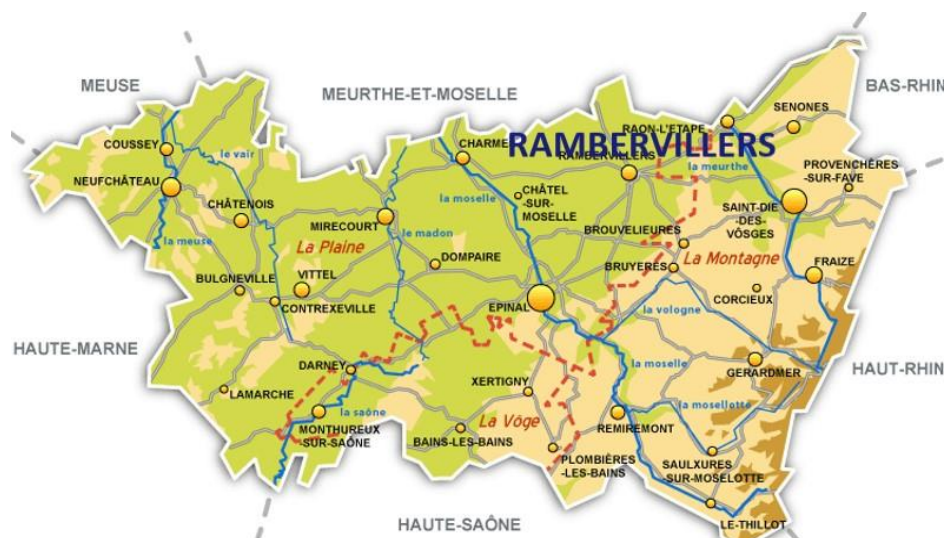 MEUSE
MEURTHE-ET-MOSELLE
BAS-RHIN
COUSSEY
le vair
CHARME
RAMBERVILLERS
RAON-L'ETAPE
SENONES
RAMBERVILLERS
la meurthe
PROVENCHÈRES
-SUR-FAVE
NEUFCHÂTEAU
CHÂTENOIS
la moselle
CHÂTEL
-SUR-
MOSELLE
SAINT-DIE
-DES-
VÔSGES
MIRECOURT
le madon
la meuse
La Plaine
BROUVELIEURES
La Montagne
DOMPAIRE
BRUYERÈS
FRAIZE
BULGNEVILLE
VITTEL
CONTREXEVILLE
EPINAL
CORCIEUX
la vologne
HAUTE-MARNE
DARNEY
la moselle
GERARDMER
HAUT-RHIN
LAMARCHE
XERTIGNY
la saône
La Vôge
la mosellotte
MONTHUREUX
-SUR-SAÔNE
BAINS-LES-BAINS
REMIREMONT
PLOMBIÈRES
-LES-BAINS
SAULXURES
-SUR-MOSELOTTE
HAUTE-SAÔNE
LE-THILLOT